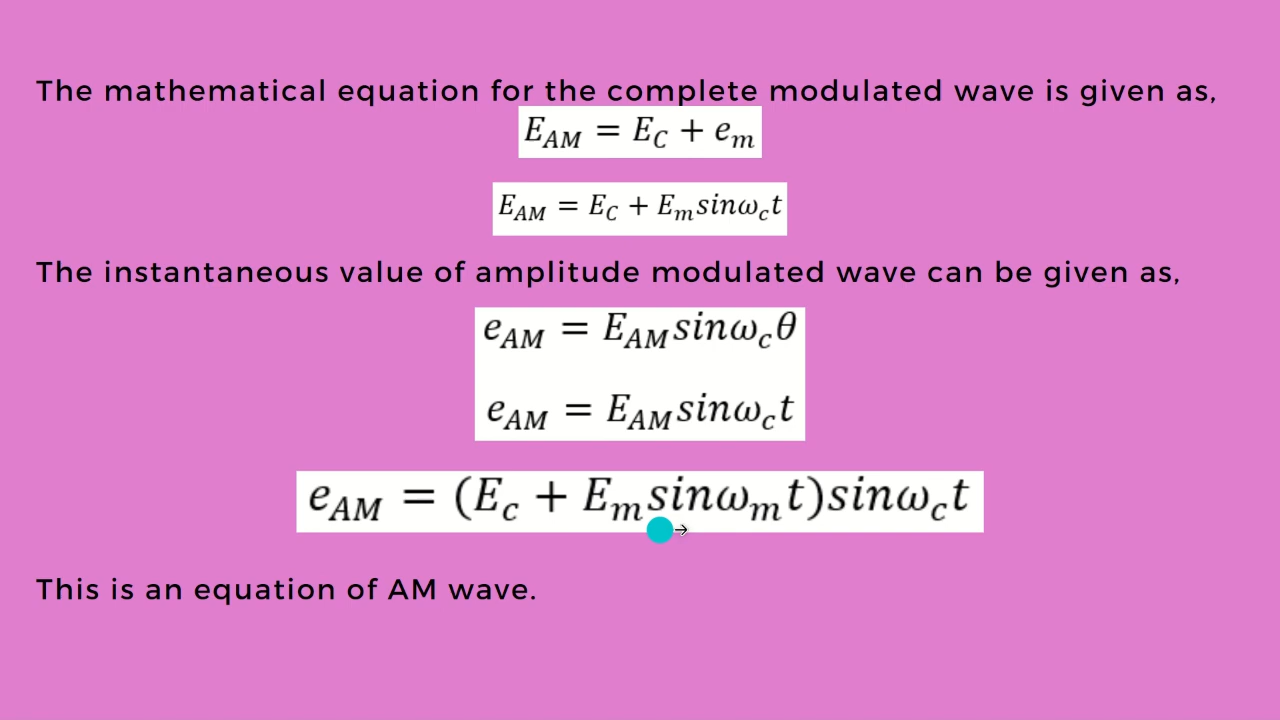 The mathematical equation for the complete modulated wave is given as,
E_AM = E_C + e_m
E_AM = E_C + E_m sinω_c t
The instantaneous value of amplitude modulated wave can be given as,
e_AM = E_AM sinω_c θ
e_AM = E_AM sinω_c t
e_AM = (E_c + E_m sinω_m t)sinω_c t
This is an equation of AM wave.